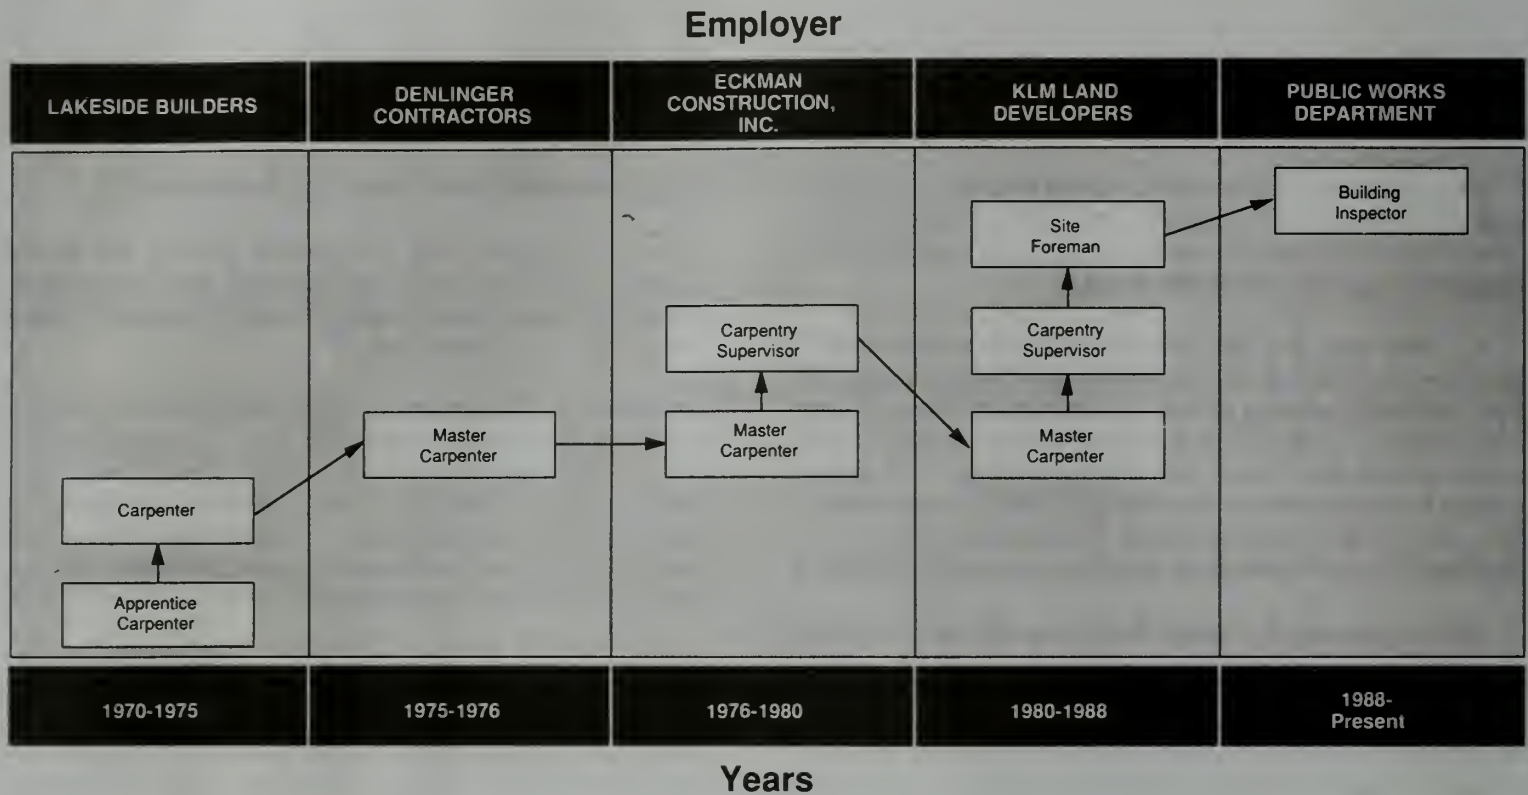 Employer
LAKESIDE BUILDERS
DENLINGER
CONTRACTORS
ECKMAN
CONSTRUCTION,
INC.
KLM LAND
DEVELOPERS
PUBLIC WORKS
DEPARTMENT
Building
Inspector
Site
Foreman
Carpentry
Supervisor
Carpentry
Supervisor
Master
Carpenter
Master
Carpenter
Master
Carpenter
Carpenter
Apprentice
Carpenter
1970-1975
1975-1976
1976-1980
1980-1988
1988-
Present
Years